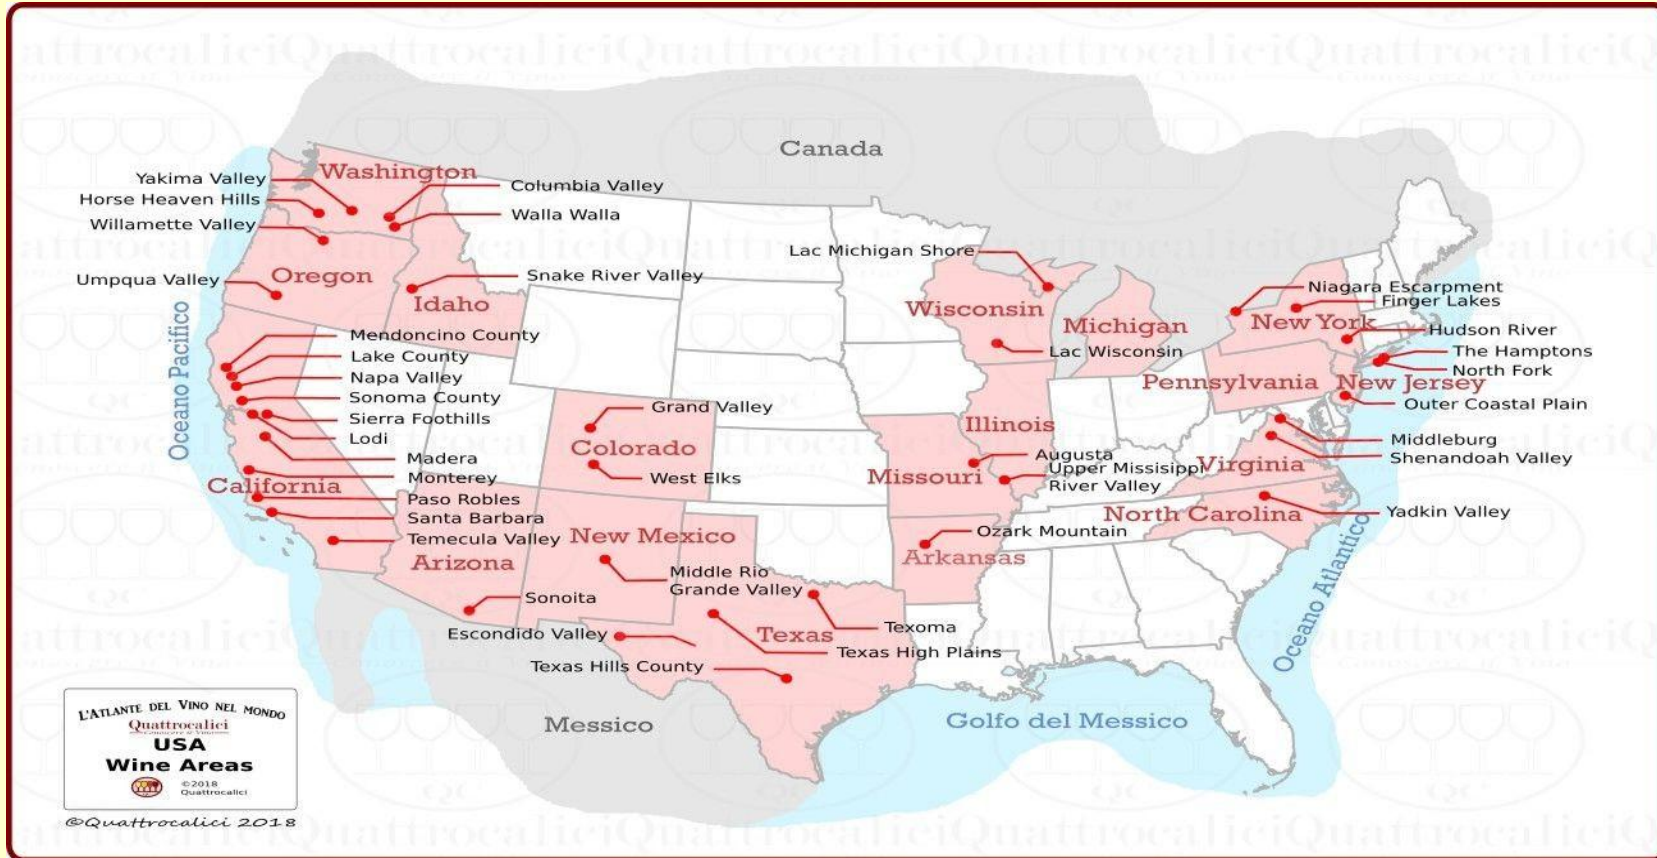 Canada
Washington
Yakima Valley
Columbia Valley
Horse Heaven Hills
Walla Walla
Willamette Valley
Lac Michigan Shore
Oregon
Umpqua Valley
Snake River Valley
Idaho
Niagara Escarpment
Finger Lakes
Wisconsin
Michigan
New York
Hudson River
Oceano Pacifico
Mendoncino County
Lake County
Napa Valley
Sonoma County
Sierra Foothills
Lodi
Madera
Monterey
California
Paso Robles
Santa Barbara
Temecula Valley
Lac Wisconsin
The Hamptons
North Fork
Pennsylvania
New Jersey
Outer Coastal Plain
Grand Valley
Colorado
West Elks
Illinois
Middleburg
Shenandoah Valley
Virginia
Augusta
Upper Missisippi
River Valley
Missouri
North Carolina
Yadkin Valley
Ozark Mountain
Arkansas
New Mexico
Arizona
Middle Rio
Grande Valley
Sonoita
Escondido Valley
Texas
Texoma
Texas High Plains
Texas Hills County
Oceano Atlantico
Messico
Golfo del Messico
L'Atlante del Vino nel mondo
Quattrocalici
Conoscere il Vino
USA
Wine Areas
©2018
Quattrocalici
©Quattrocalici 2018